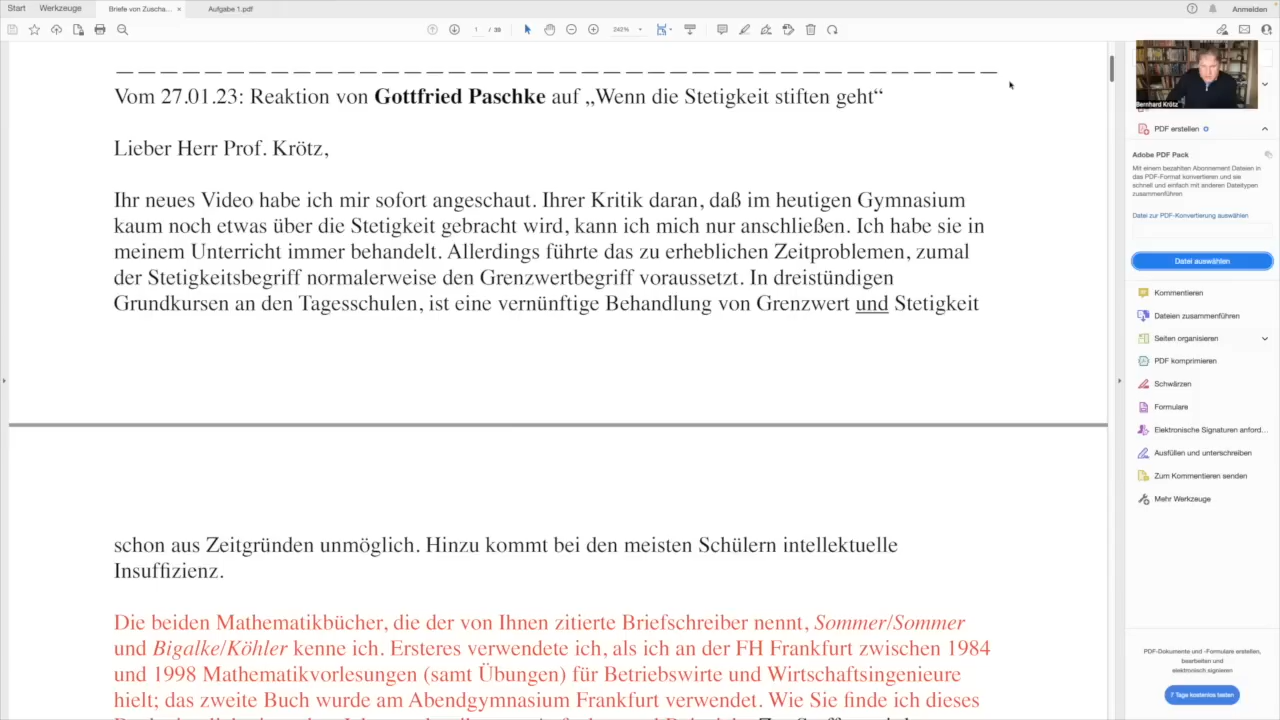 Start
Werkzeuge
Briefe von Zuscha...
Aufgabe 1.pdf
Anmelden
1 / 39
242%
Vom 27.01.23: Reaktion von Gottfried Paschke auf „Wenn die Stetigkeit stiften geht“
Lieber Herr Prof. Krötz,
Ihr neues Video habe ich mir sofort angeschaut. Ihrer Kritik daran, daß im heutigen Gymnasium
kaum noch etwas über die Stetigkeit gebracht wird, kann ich mich nur anschließen. Ich habe sie in
meinem Unterricht immer behandelt. Allerdings führte das zu erheblichen Zeitproblemen, zumal
der Stetigkeitsbegriff normalerweise den Grenzwertbegriff voraussetzt. In dreistündigen
Grundkursen an den Tagesschulen, ist eine vernünftige Behandlung von Grenzwert und Stetigkeit
schon aus Zeitgründen unmöglich. Hinzu kommt bei den meisten Schülern intellektuelle
Insuffizienz.
Die beiden Mathematikbücher, die der von Ihnen zitierte Briefschreiber nennt, Sommer/Sommer
und Bigalke/Köhler kenne ich. Ersteres verwendete ich, als ich an der FH Frankfurt zwischen 1984
und 1998 Mathematikvorlesungen (samt Übungen) für Betriebswirte und Wirtschaftsingenieure
hielt; das zweite Buch wurde am Abendgymnasium Frankfurt verwendet. Wie Sie finde ich dieses
Bernhard Krötz
PDF erstellen
Adobe PDF Pack
Mit einem bezahlten Abonnement Dateien in
das PDF-Format konvertieren und sie
schnell und einfach mit anderen Dateitypen
zusammenführen
Datei zur PDF-Konvertierung auswählen
Datei auswählen
Kommentieren
Dateien zusammenführen
Seiten organisieren
PDF komprimieren
Schwärzen
Formulare
Elektronische Signaturen anford...
Ausfüllen und unterschreiben
Zum Kommentieren senden
Mehr Werkzeuge
PDF-Dokumente und -Formulare erstellen,
bearbeiten und
elektronisch signieren
7 Tage kostenlos testen